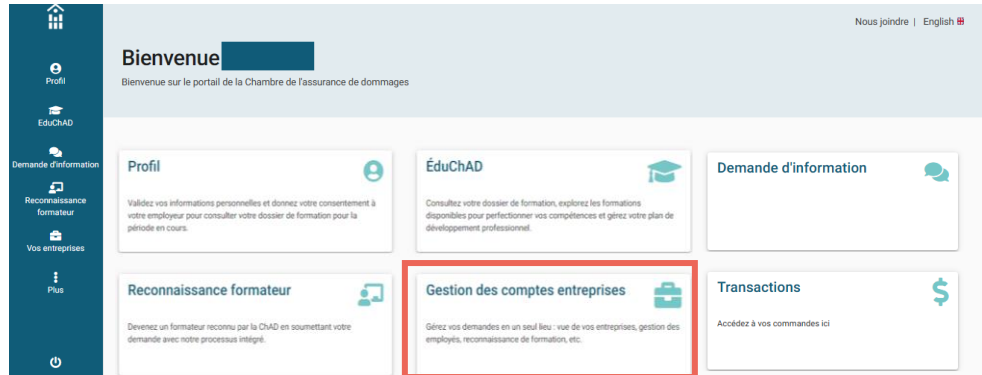 Nous joindre | English
Bienvenue
Bienvenue sur le portail de la Chambre de l'assurance de dommages
Profil
EduChAD
Demande d'information
Reconnaissance
formateur
Vos entreprises
Plus
Profil
Validez vos informations personnelles et donnez votre consentement à
votre employeur pour consulter votre dossier de formation pour la
période en cours.
ÉduChAD
Consultez votre dossier de formation, explorez les formations
disponibles pour perfectionner vos compétences et gérez votre plan de
développement professionnel.
Demande d'information
Reconnaissance formateur
Devenez un formateur reconnu par la ChAD en soumettant votre
demande avec notre processus intégré.
Gestion des comptes entreprises
Gérez vos demandes en un seul lieu : vue de vos entreprises, gestion des
employés, reconnaissance de formation, etc.
Transactions
Accédez à vos commandes ici